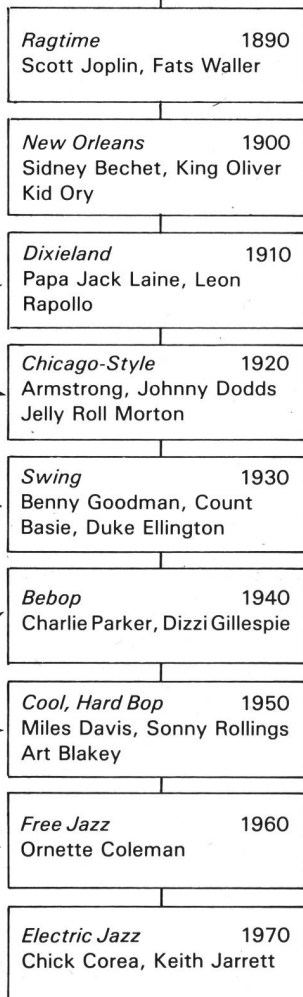 Ragtime 1890
Scott Joplin, Fats Waller
New Orleans 1900
Sidney Bechet, King Oliver
Kid Ory
Dixieland 1910
Papa Jack Laine, Leon
Rapollo
Chicago-Style 1920
Armstrong, Johnny Dodds
Jelly Roll Morton
Swing 1930
Benny Goodman, Count
Basie, Duke Ellington
Bebop 1940
Charlie Parker, Dizzi Gillespie
Cool, Hard Bop 1950
Miles Davis, Sonny Rollings
Art Blakey
Free Jazz 1960
Ornette Coleman
Electric Jazz 1970
Chick Corea, Keith Jarrett